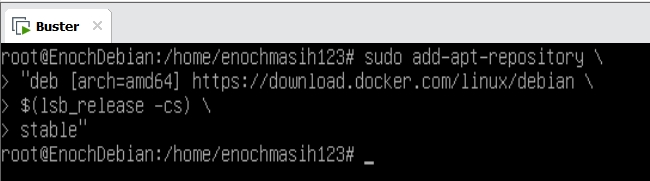 Buster
root@EnochDebian:/home/enochmasih123# sudo add-apt-repository \
> "deb [arch=amd64] https://download.docker.com/linux/debian \
> $(lsb_release -cs) \
> stable"
root@EnochDebian:/home/enochmasih123# _